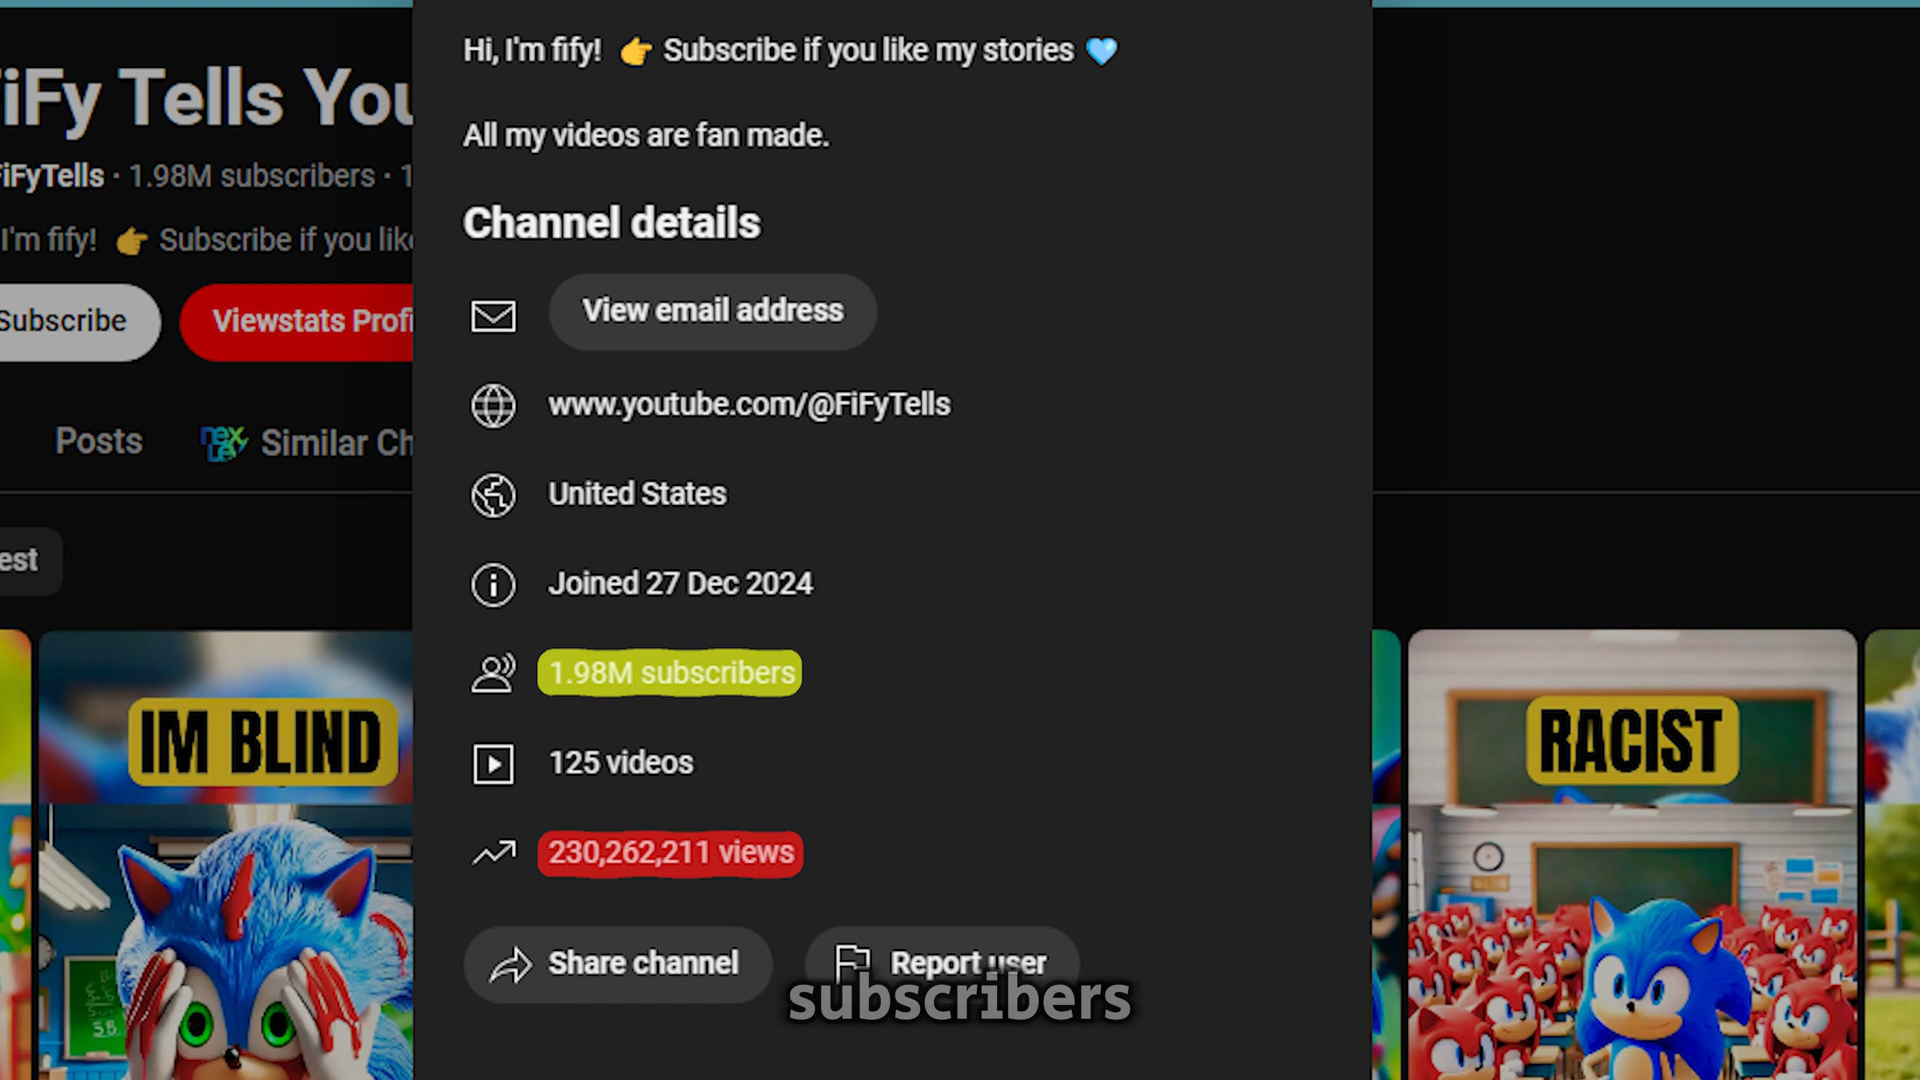 Hi, I'm fify! 👉 Subscribe if you like my stories 🩵
All my videos are fan made.
Channel details
View email address
www.youtube.com/@FiFyTells
United States
Joined 27 Dec 2024
1.98M subscribers
125 videos
230,262,211 views
Share channel
Report user
subscribers
iFy Tells You
FiFyTells · 1.98M subscribers · 1
I'm fify! 👉 Subscribe if you like
Subscribe
Viewstats Profi
Posts
Similar Ch
est
IM BLIND
RACIST